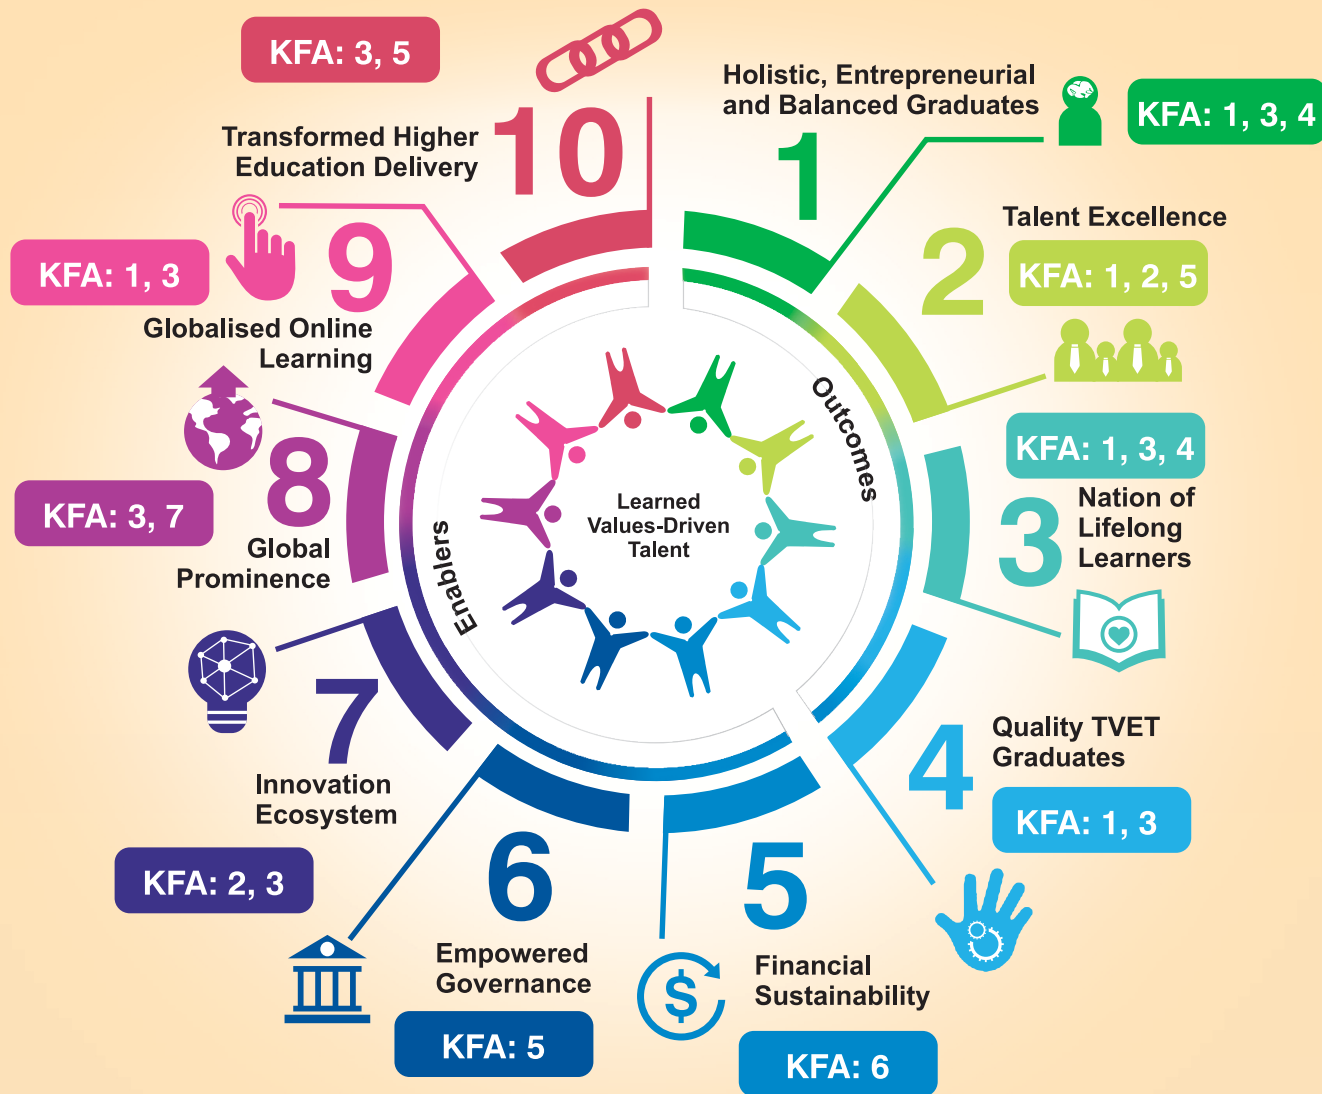 KFA: 3, 5
10
Transformed Higher
Education Delivery
1
Holistic, Entrepreneurial
and Balanced Graduates
KFA: 1, 3, 4
2
Talent Excellence
KFA: 1, 2, 5
KFA: 1, 3, 4
3
Nation of
Lifelong
Learners
4
Quality TVET
Graduates
KFA: 1, 3
5
Financial
Sustainability
KFA: 6
6
Empowered
Governance
KFA: 5
7
Innovation
Ecosystem
KFA: 2, 3
8
Global
Prominence
KFA: 3, 7
9
Globalised Online
Learning
KFA: 1, 3
Outcomes
Enablers
Learned
Values-Driven
Talent
$